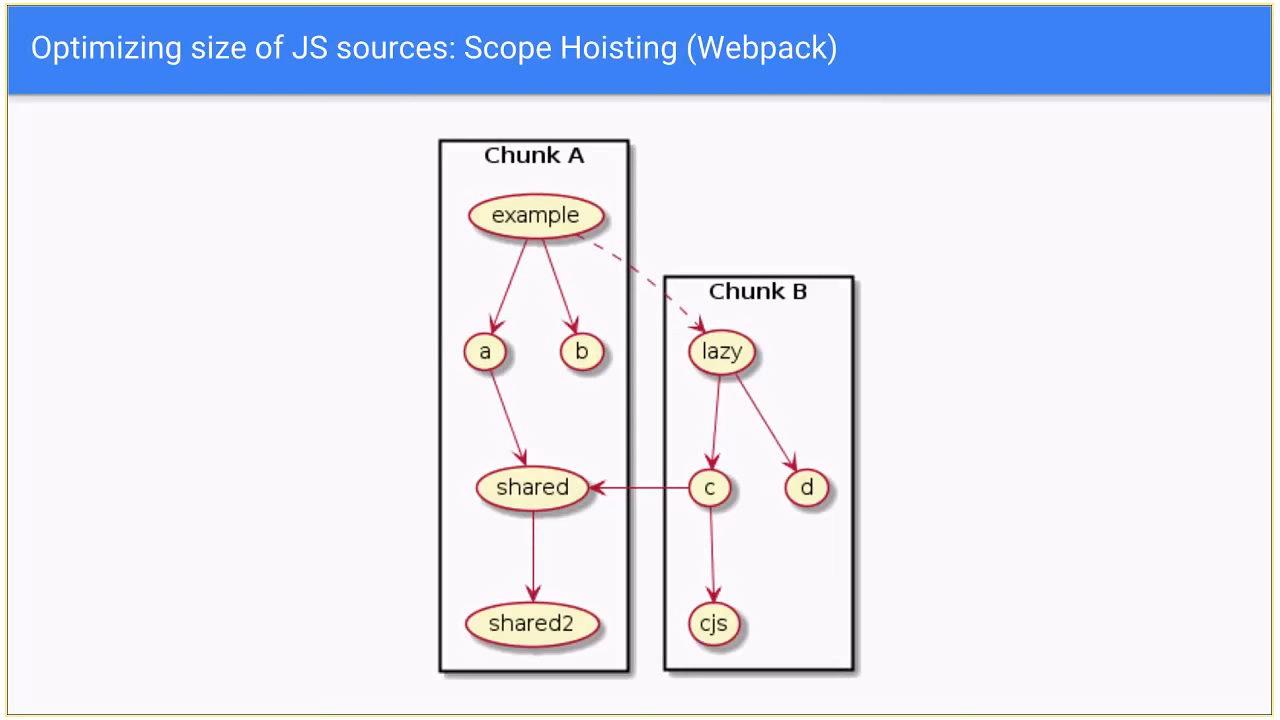 Optimizing size of JS sources: Scope Hoisting (Webpack)
Chunk A
example
Chunk B
a
b
lazy
shared
c
d
shared2
cjs